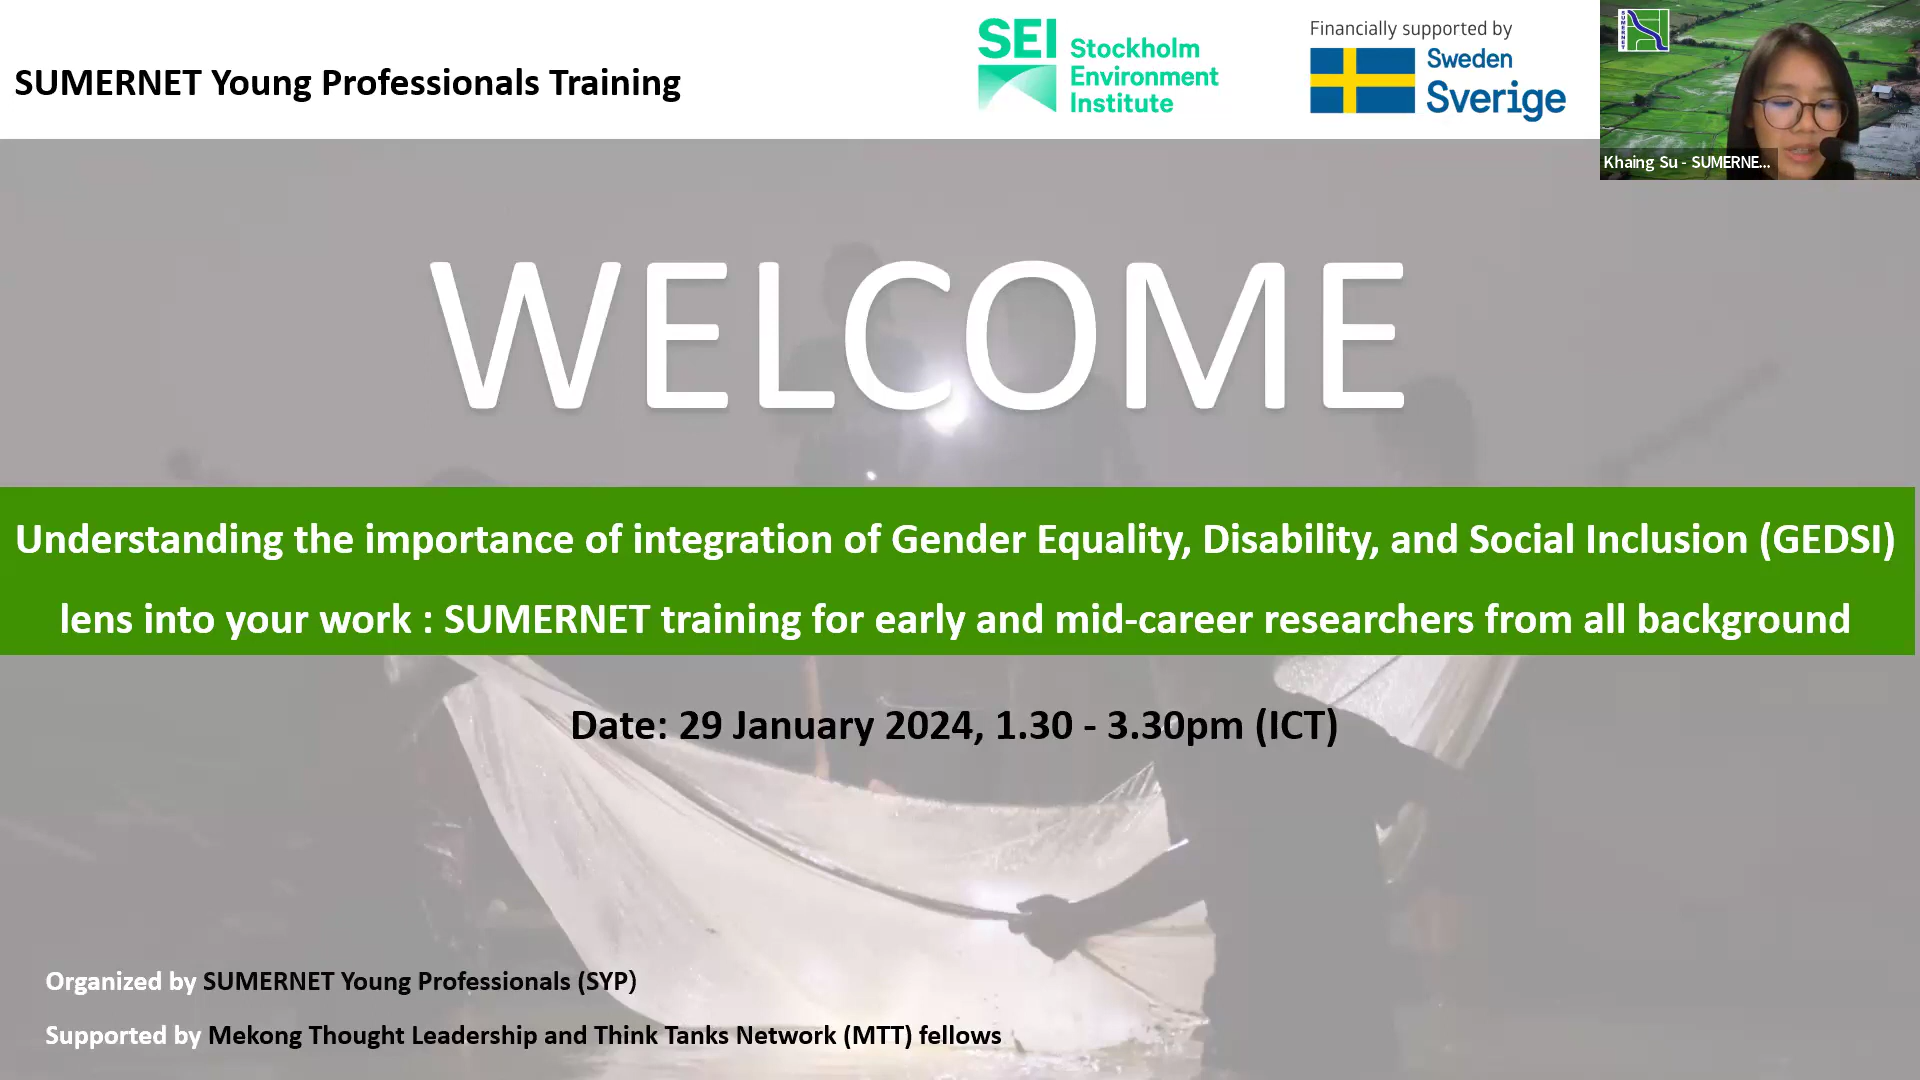 SUMERNET Young Professionals Training
SEI Stockholm
Environment
Institute
Financially supported by
Sweden
Sverige
SUMERNET
Khaing Su - SUMERNE...
WELCOME
Understanding the importance of integration of Gender Equality, Disability, and Social Inclusion (GEDSI)
lens into your work : SUMERNET training for early and mid-career researchers from all background
Date: 29 January 2024, 1.30 - 3.30pm (ICT)
Organized by SUMERNET Young Professionals (SYP)
Supported by Mekong Thought Leadership and Think Tanks Network (MTT) fellows